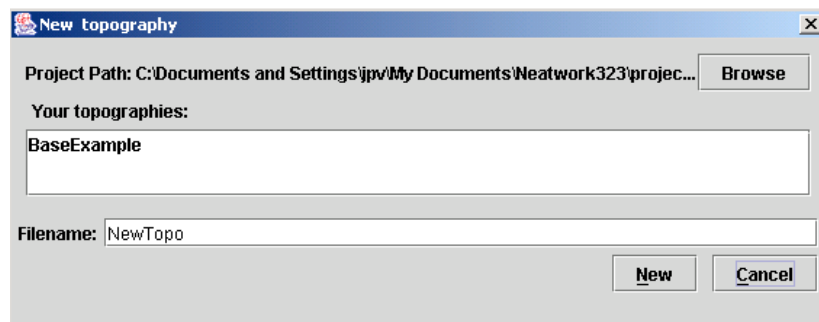 New topography
Project Path: C:\Documents and Settings\jpv\My Documents\Neatwork323\projec... Browse
Your topographies:
BaseExample
Filename: NewTopo
New Cancel